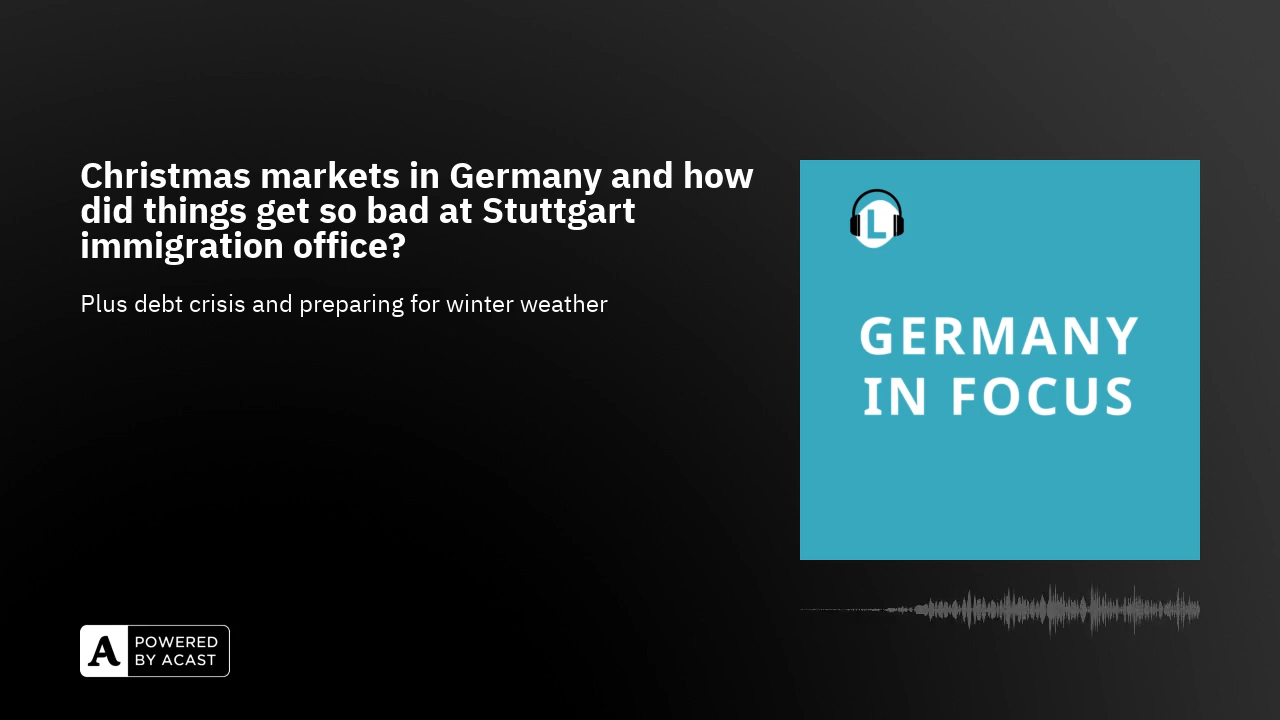 Christmas markets in Germany and how
did things get so bad at Stuttgart
immigration office?
Plus debt crisis and preparing for winter weather
L
GERMANY
IN FOCUS
A
POWERED
BY ACAST